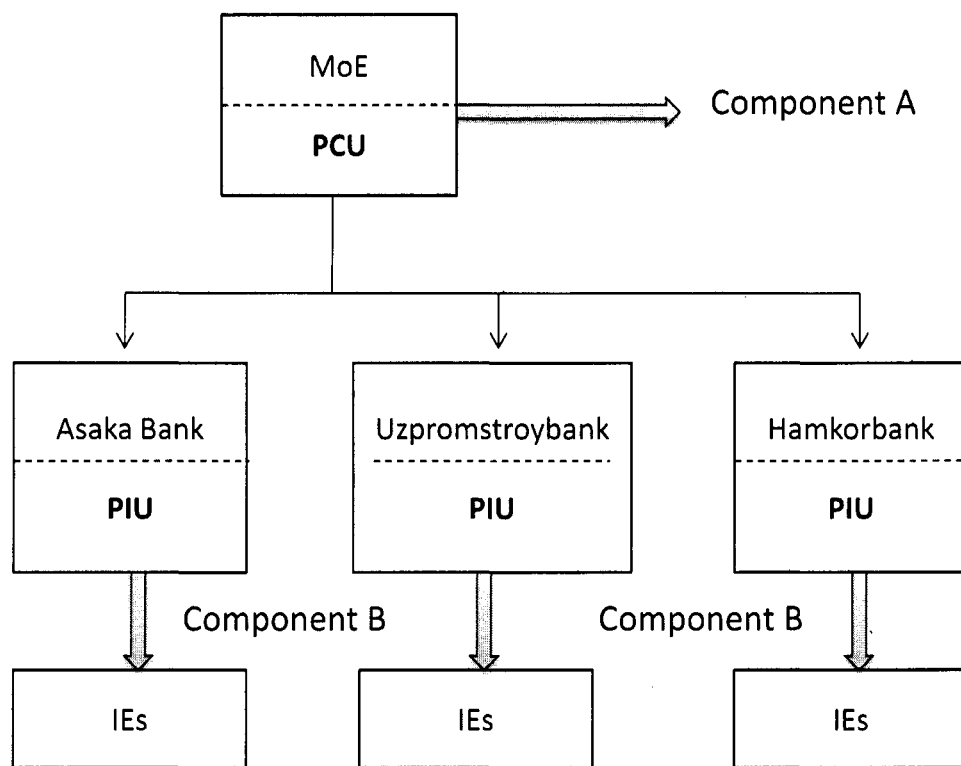 MoE
Component A
PCU
Asaka Bank
Uzpromstroybank
Hamkorbank
PIU
PIU
PIU
Component B
Component B
IEs
IEs
IEs